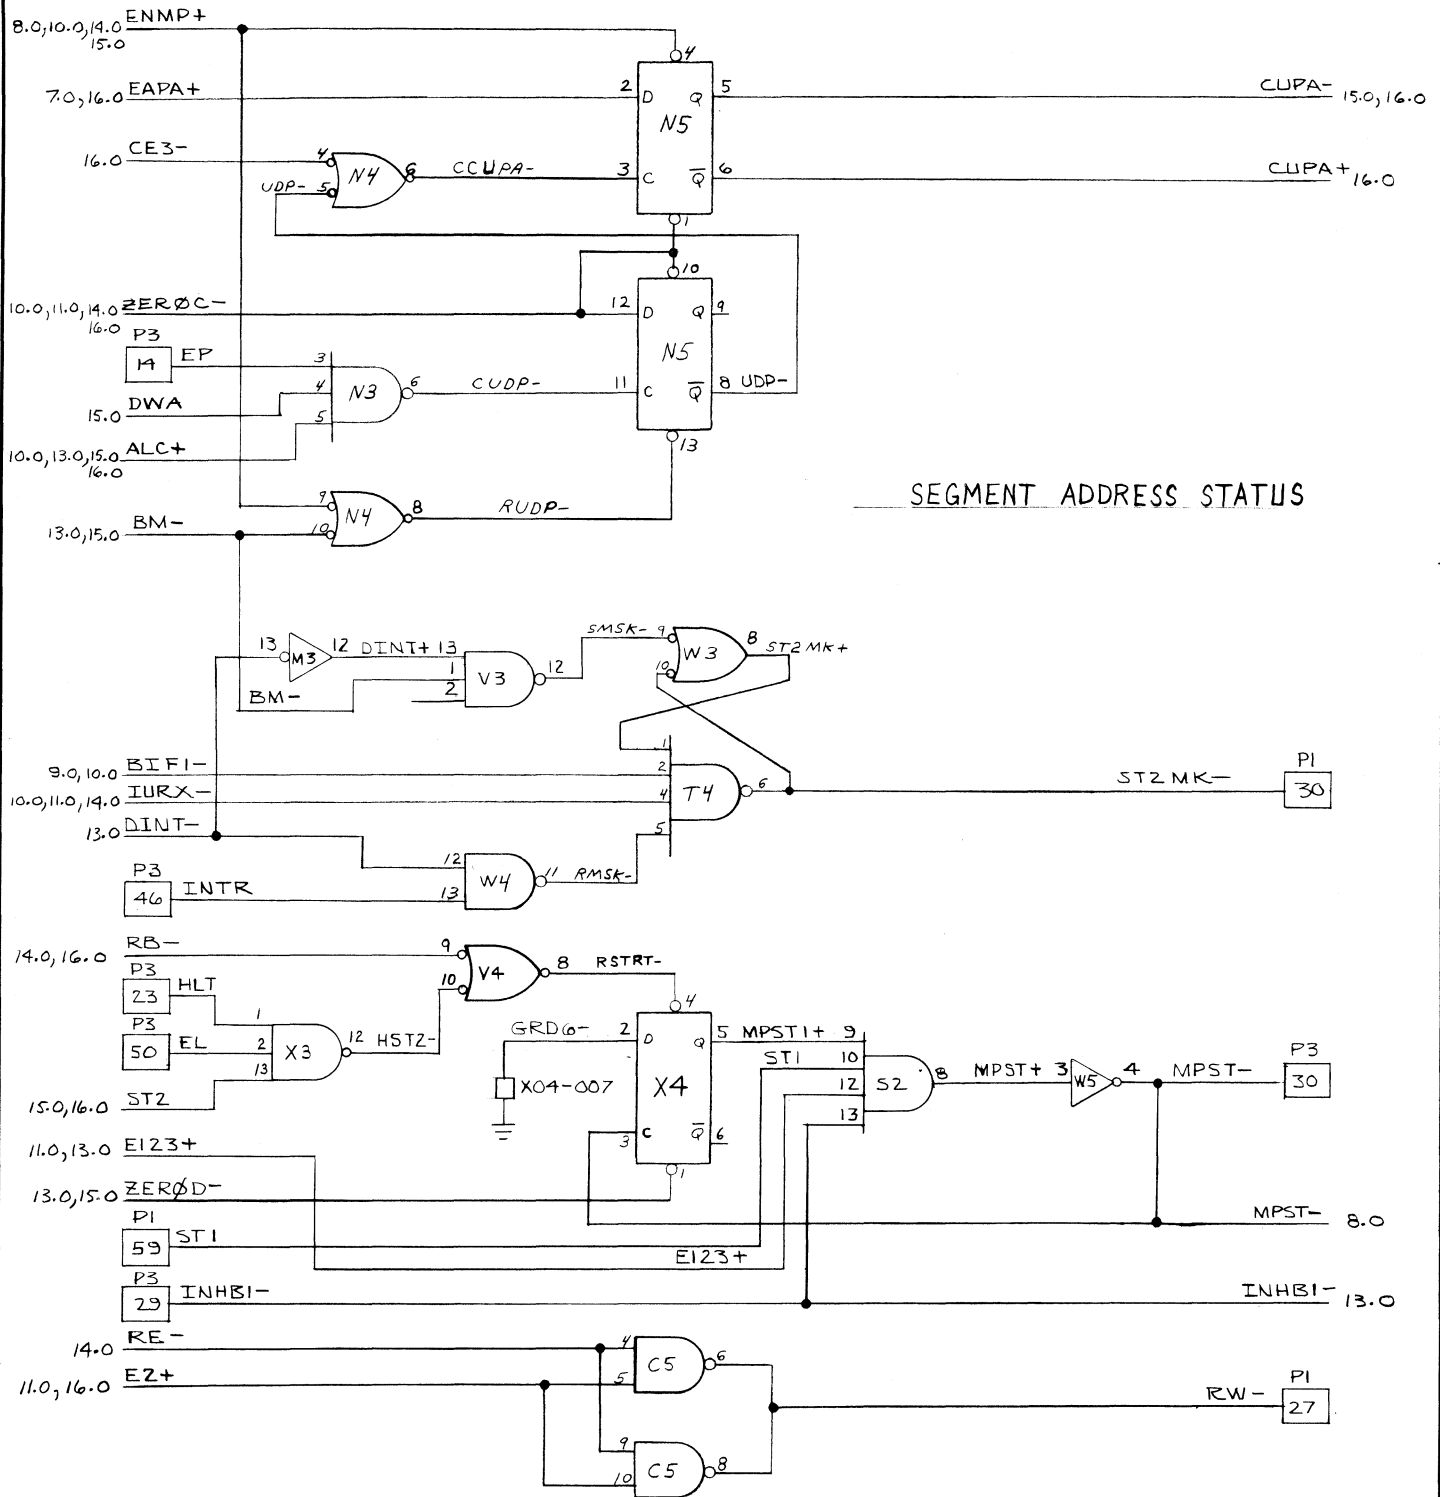 8.0,10.0,14.0 ENMP+
15.0
4
7.0,16.0 EAPA+ 2 D Q 5 CUPA- 15.0,16.0
N5
16.0 CE3- 4 N4 6 CCUPA- 3 C Q̅ 6 CUPA+ 16.0
UDP- 5
1
10
10.0,11.0,14.0 ZERØC- 12 D Q 9
16.0
P3
14 EP 3 N5
4 N3 6 CUDP- 11 C Q̅ 8 UDP-
15.0 DWA
5
10.0,13.0,15.0 ALC+
16.0
13
SEGMENT ADDRESS STATUS
9 N4 8 RUDP-
13.0,15.0 BM- 10
13 M3 12 DINT+ 13 V3 12 SMSK- 9 W3 8 ST2MK+
1
10
BM- 2
1
9.0,10.0 BIF1- 2
P1
10.0,11.0,14.0 IURX- 4 T4 6 ST2MK- 30
13.0 DINT- 5
12 W4 11 RMSK-
P3
46 INTR 13
14.0,16.0 RB- 9 V4 8 RSTRT-
P3
23 HLT 10
4
1
GRD6- 2 D Q 5 MPST1+ 9
P3
50 EL 2 X3 12 HST2-
13
ST1 10
12 S2 8 MPST+ 3 W5 4 MPST-
P3
30
X04-007 X4
13
15.0,16.0 ST2
3 C Q̅ 6
11.0,13.0 E123+
1
13.0,15.0 ZERØD-
P1
59 ST1
MPST- 8.0
E123+
P3
29 INHB1- INHB1- 13.0
14.0 RE- 4 C5 6
11.0,16.0 E2+ 5
P1
RW- 27
9 C5 8
10